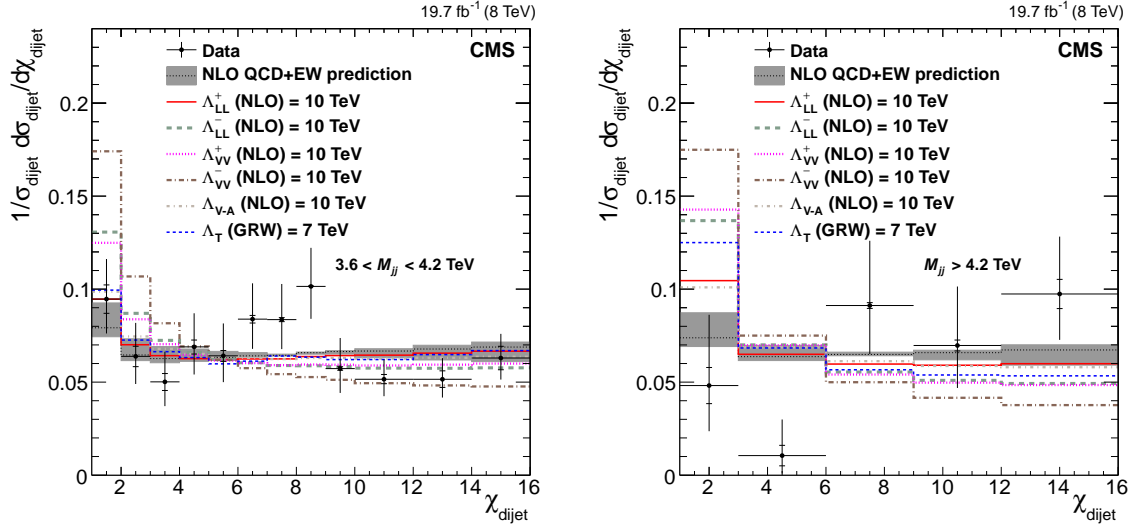 19.7 fb⁻¹ (8 TeV)
CMS
Data
NLO QCD+EW prediction
Λ⁺LL (NLO) = 10 TeV
Λ⁻LL (NLO) = 10 TeV
Λ⁺VV (NLO) = 10 TeV
Λ⁻VV (NLO) = 10 TeV
ΛV-A (NLO) = 10 TeV
ΛT (GRW) = 7 TeV
3.6 < Mjj < 4.2 TeV
1/σdijet dσdijet/dχdijet
0.2
0.15
0.1
0.05
0
2 4 6 8 10 12 14 16
χdijet
19.7 fb⁻¹ (8 TeV)
CMS
Data
NLO QCD+EW prediction
Λ⁺LL (NLO) = 10 TeV
Λ⁻LL (NLO) = 10 TeV
Λ⁺VV (NLO) = 10 TeV
Λ⁻VV (NLO) = 10 TeV
ΛV-A (NLO) = 10 TeV
ΛT (GRW) = 7 TeV
Mjj > 4.2 TeV
1/σdijet dσdijet/dχdijet
0.2
0.15
0.1
0.05
0
2 4 6 8 10 12 14 16
χdijet